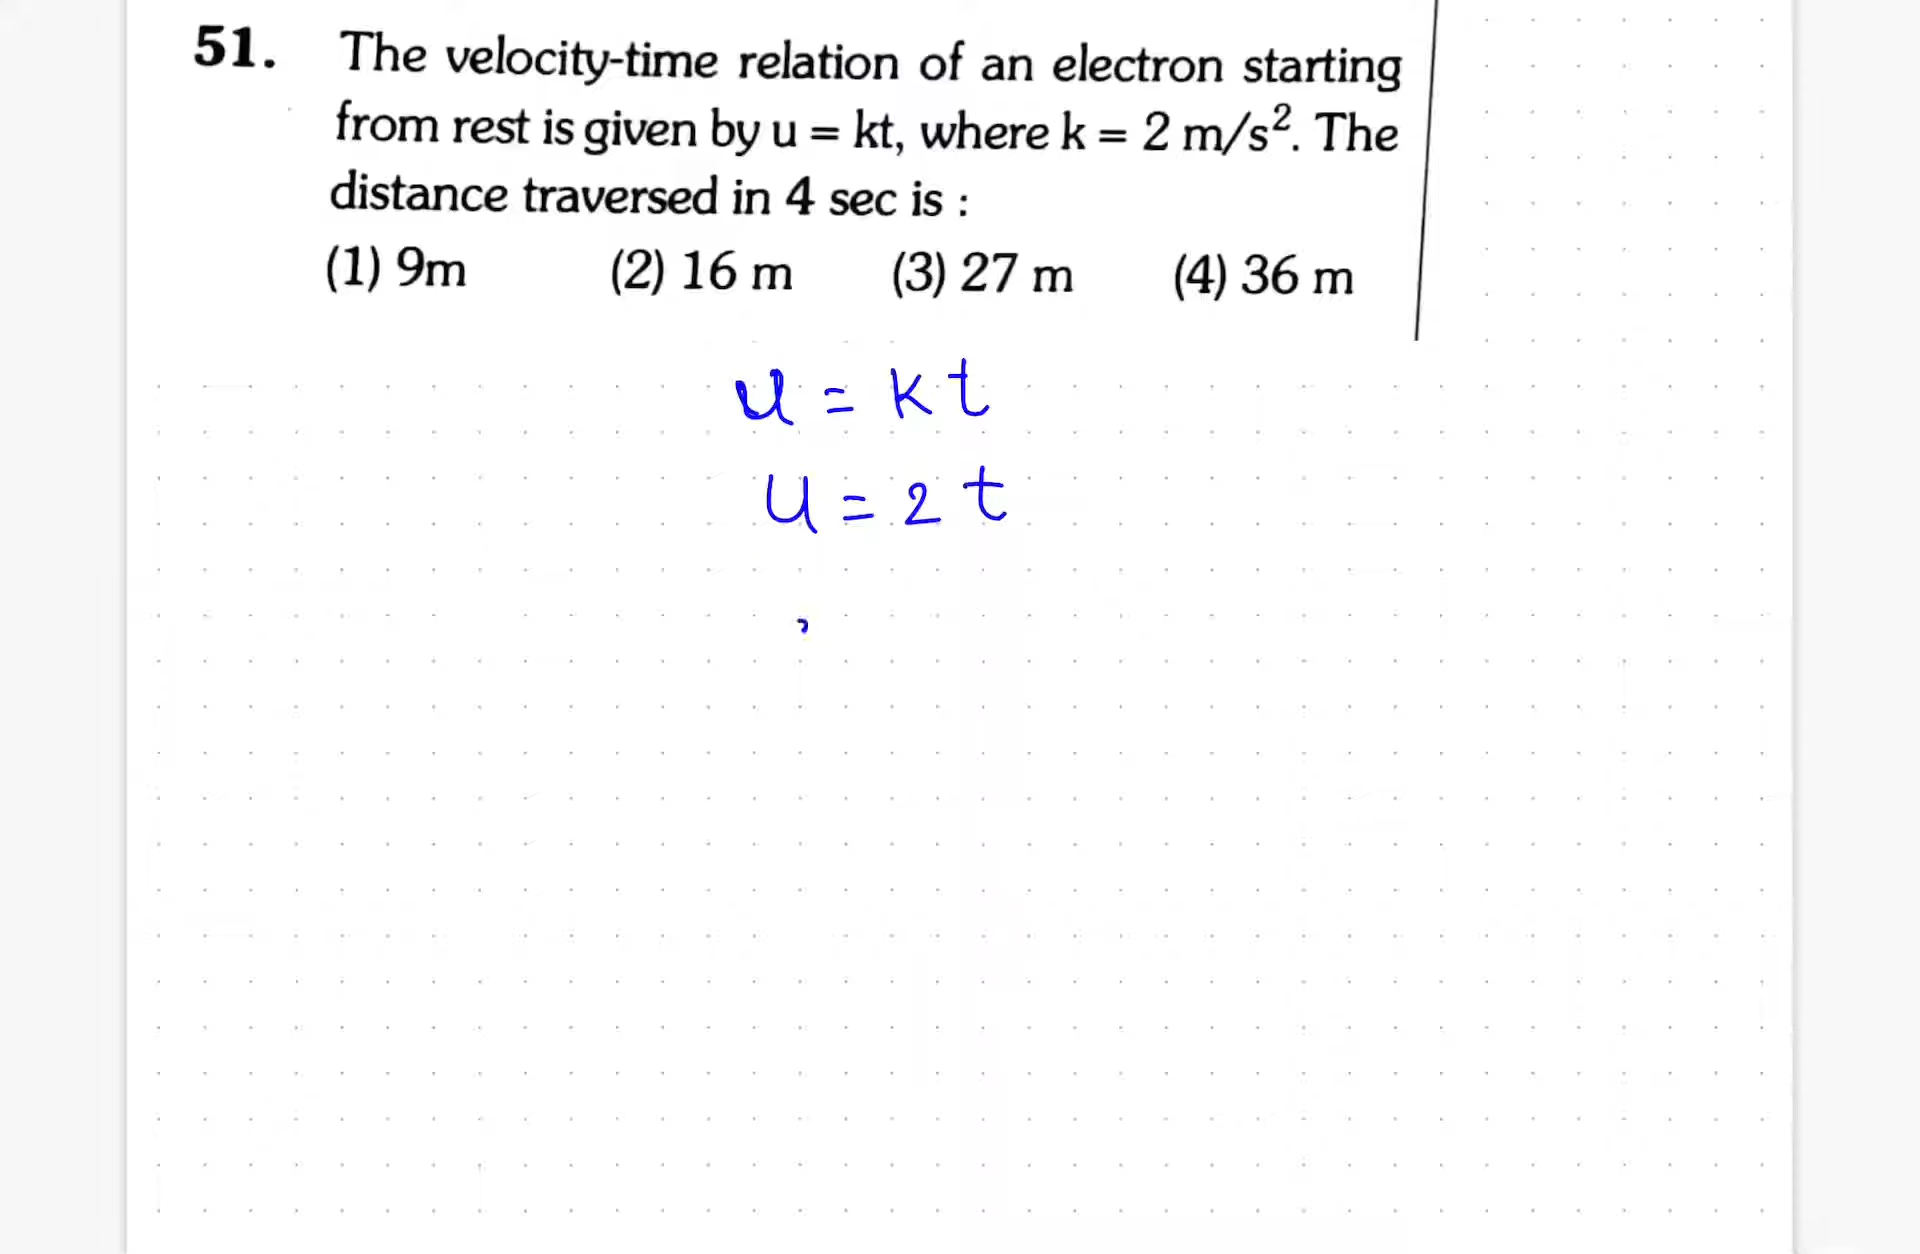 51. The velocity-time relation of an electron starting
from rest is given by u = kt, where k = 2 m/s². The
distance traversed in 4 sec is :
(1) 9m (2) 16 m (3) 27 m (4) 36 m
u = kt
u = 2t